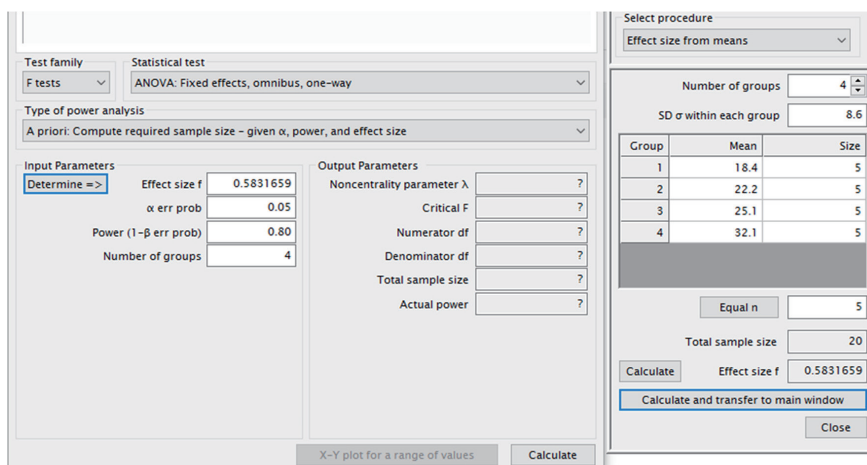 Test family
Statistical test
F tests
ANOVA: Fixed effects, omnibus, one-way
Type of power analysis
A priori: Compute required sample size - given α, power, and effect size
Input Parameters
Determine =>
Effect size f 0.5831659
α err prob 0.05
Power (1-β err prob) 0.80
Number of groups 4
Output Parameters
Noncentrality parameter λ ?
Critical F ?
Numerator df ?
Denominator df ?
Total sample size ?
Actual power ?
X-Y plot for a range of values
Calculate
Select procedure
Effect size from means
Number of groups 4
SD σ within each group 8.6
Group Mean Size
1 18.4 5
2 22.2 5
3 25.1 5
4 32.1 5
Equal n 5
Total sample size 20
Calculate Effect size f 0.5831659
Calculate and transfer to main window
Close